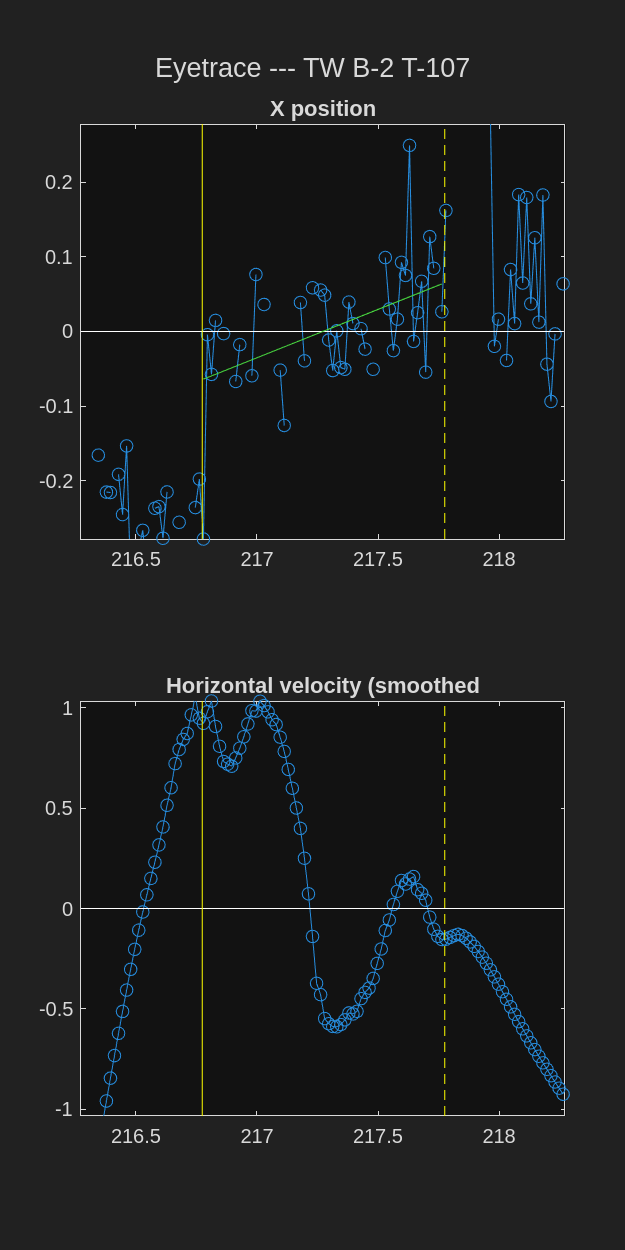 Eyetrace --- TW B-2 T-107
X position
0.2
0.1
0
-0.1
-0.2
216.5 217 217.5 218
Horizontal velocity (smoothed
1
0.5
0
-0.5
-1
216.5 217 217.5 218